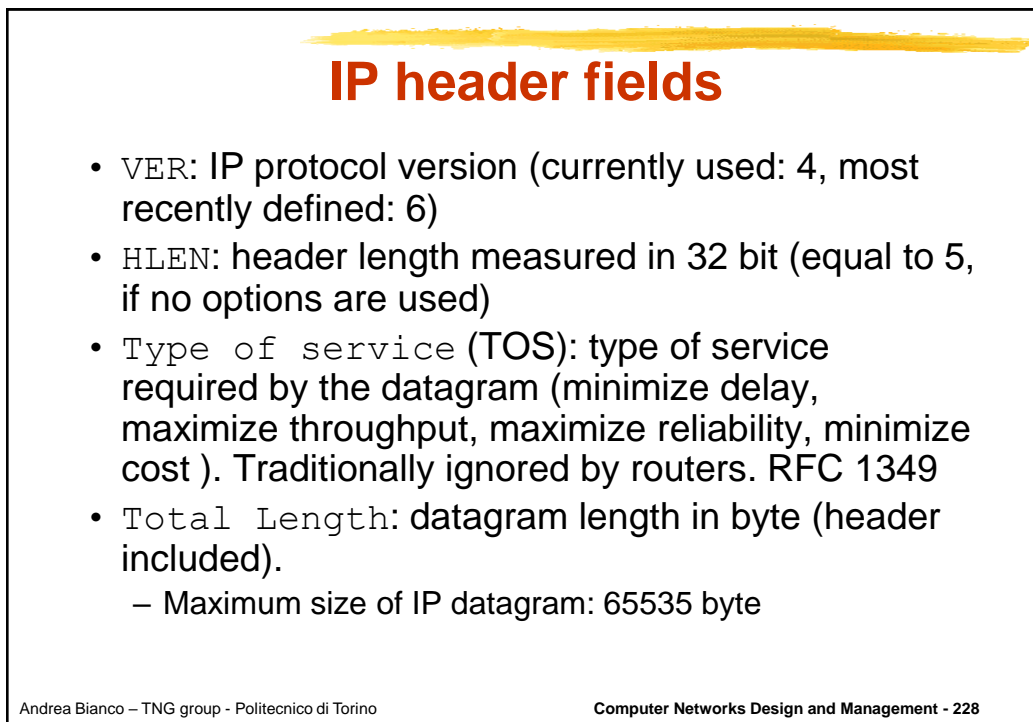 IP header fields
• VER: IP protocol version (currently used: 4, most
recently defined: 6)
• HLEN: header length measured in 32 bit (equal to 5,
if no options are used)
• Type of service (TOS): type of service
required by the datagram (minimize delay,
maximize throughput, maximize reliability, minimize
cost ). Traditionally ignored by routers. RFC 1349
• Total Length: datagram length in byte (header
included).
– Maximum size of IP datagram: 65535 byte
Andrea Bianco – TNG group - Politecnico di Torino
Computer Networks Design and Management - 228